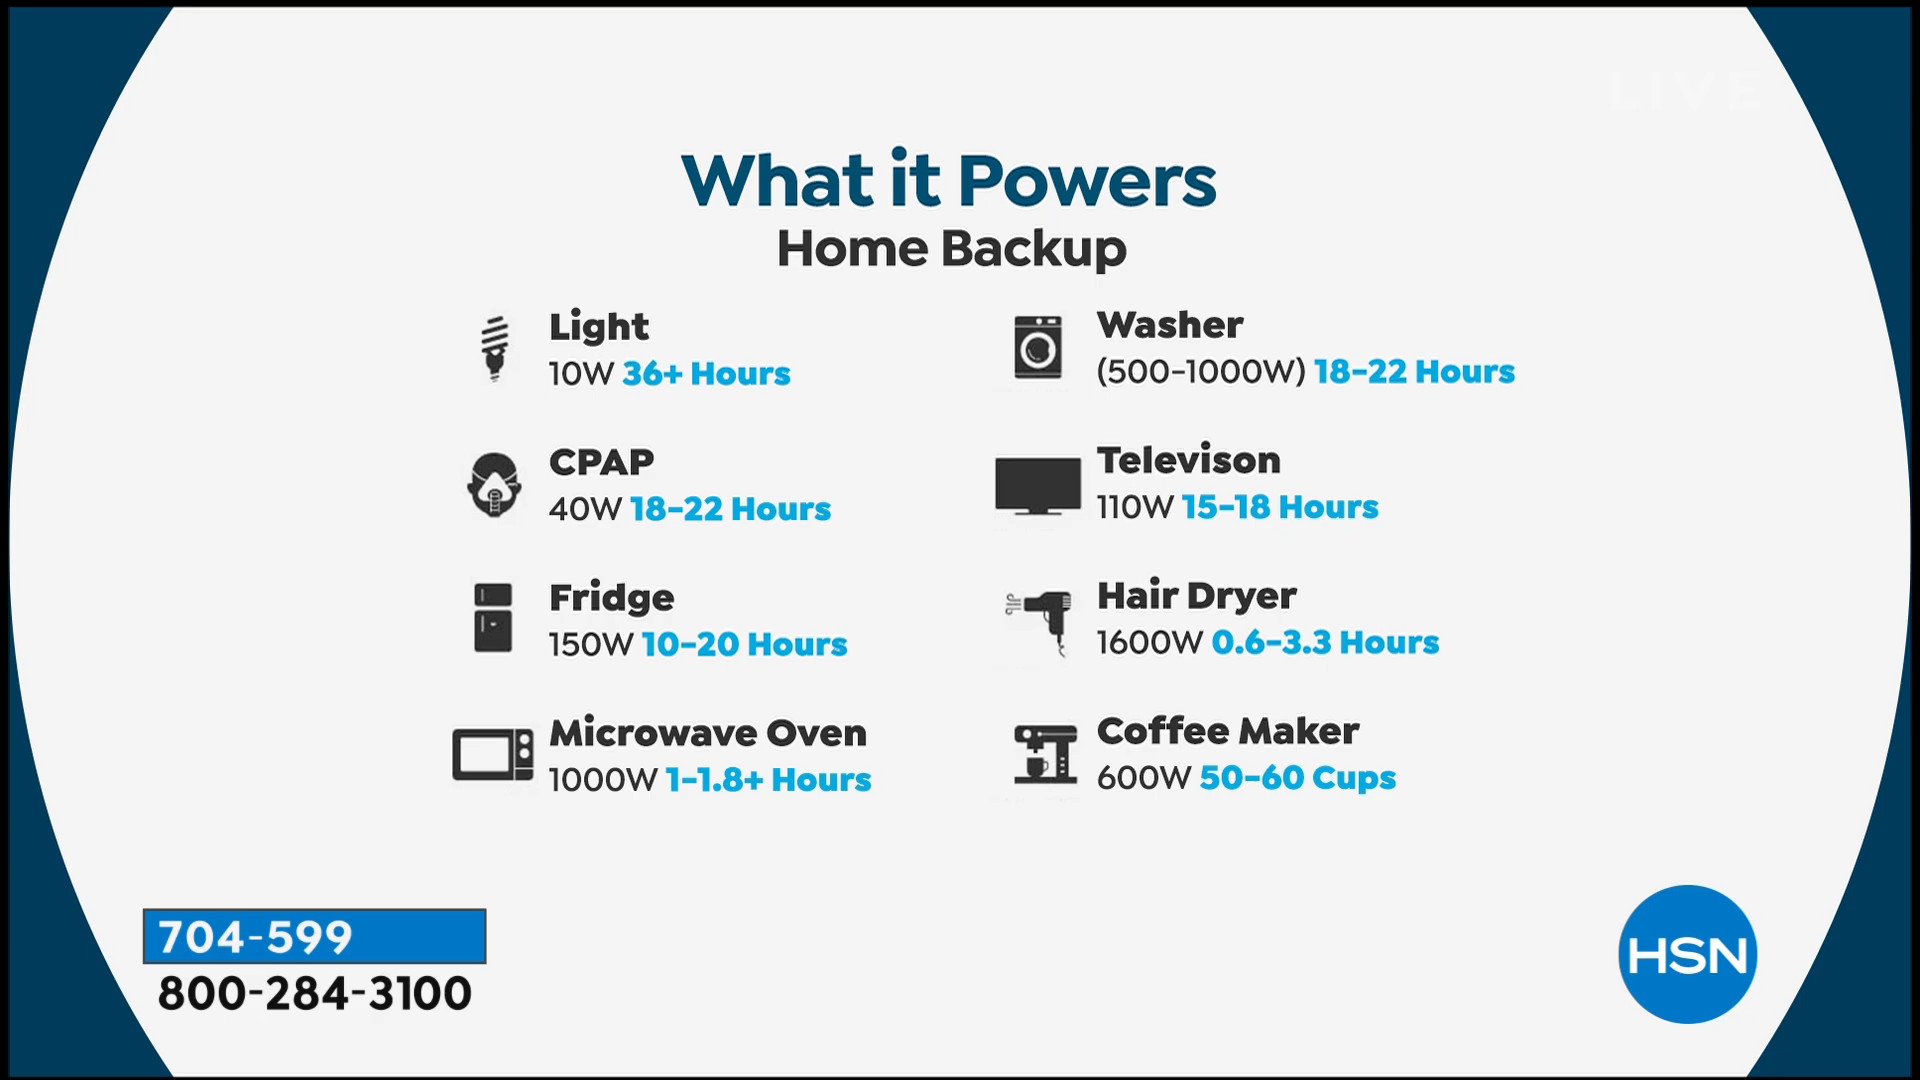 LIVE
What it Powers
Home Backup
Light
10W 36+ Hours
CPAP
40W 18-22 Hours
Fridge
150W 10-20 Hours
Microwave Oven
1000W 1-1.8+ Hours
Washer
(500-1000W) 18-22 Hours
Televison
110W 15-18 Hours
Hair Dryer
1600W 0.6-3.3 Hours
Coffee Maker
600W 50-60 Cups
704-599
800-284-3100
HSN